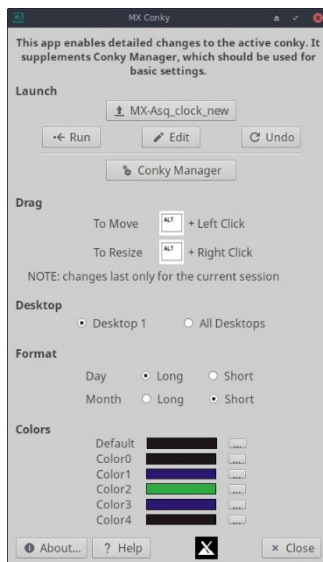 MX Conky
This app enables detailed changes to the active conky. It
supplements Conky Manager, which should be used for
basic settings.
Launch
MX-Asq_clock_new
Run Edit Undo
Conky Manager
Drag
To Move ALT + Left Click
To Resize ALT + Right Click
NOTE: changes last only for the current session
Desktop
Desktop 1 All Desktops
Format
Day Long Short
Month Long Short
Colors
Default ...
Color0 ...
Color1 ...
Color2 ...
Color3 ...
Color4 ...
About... ? Help Close